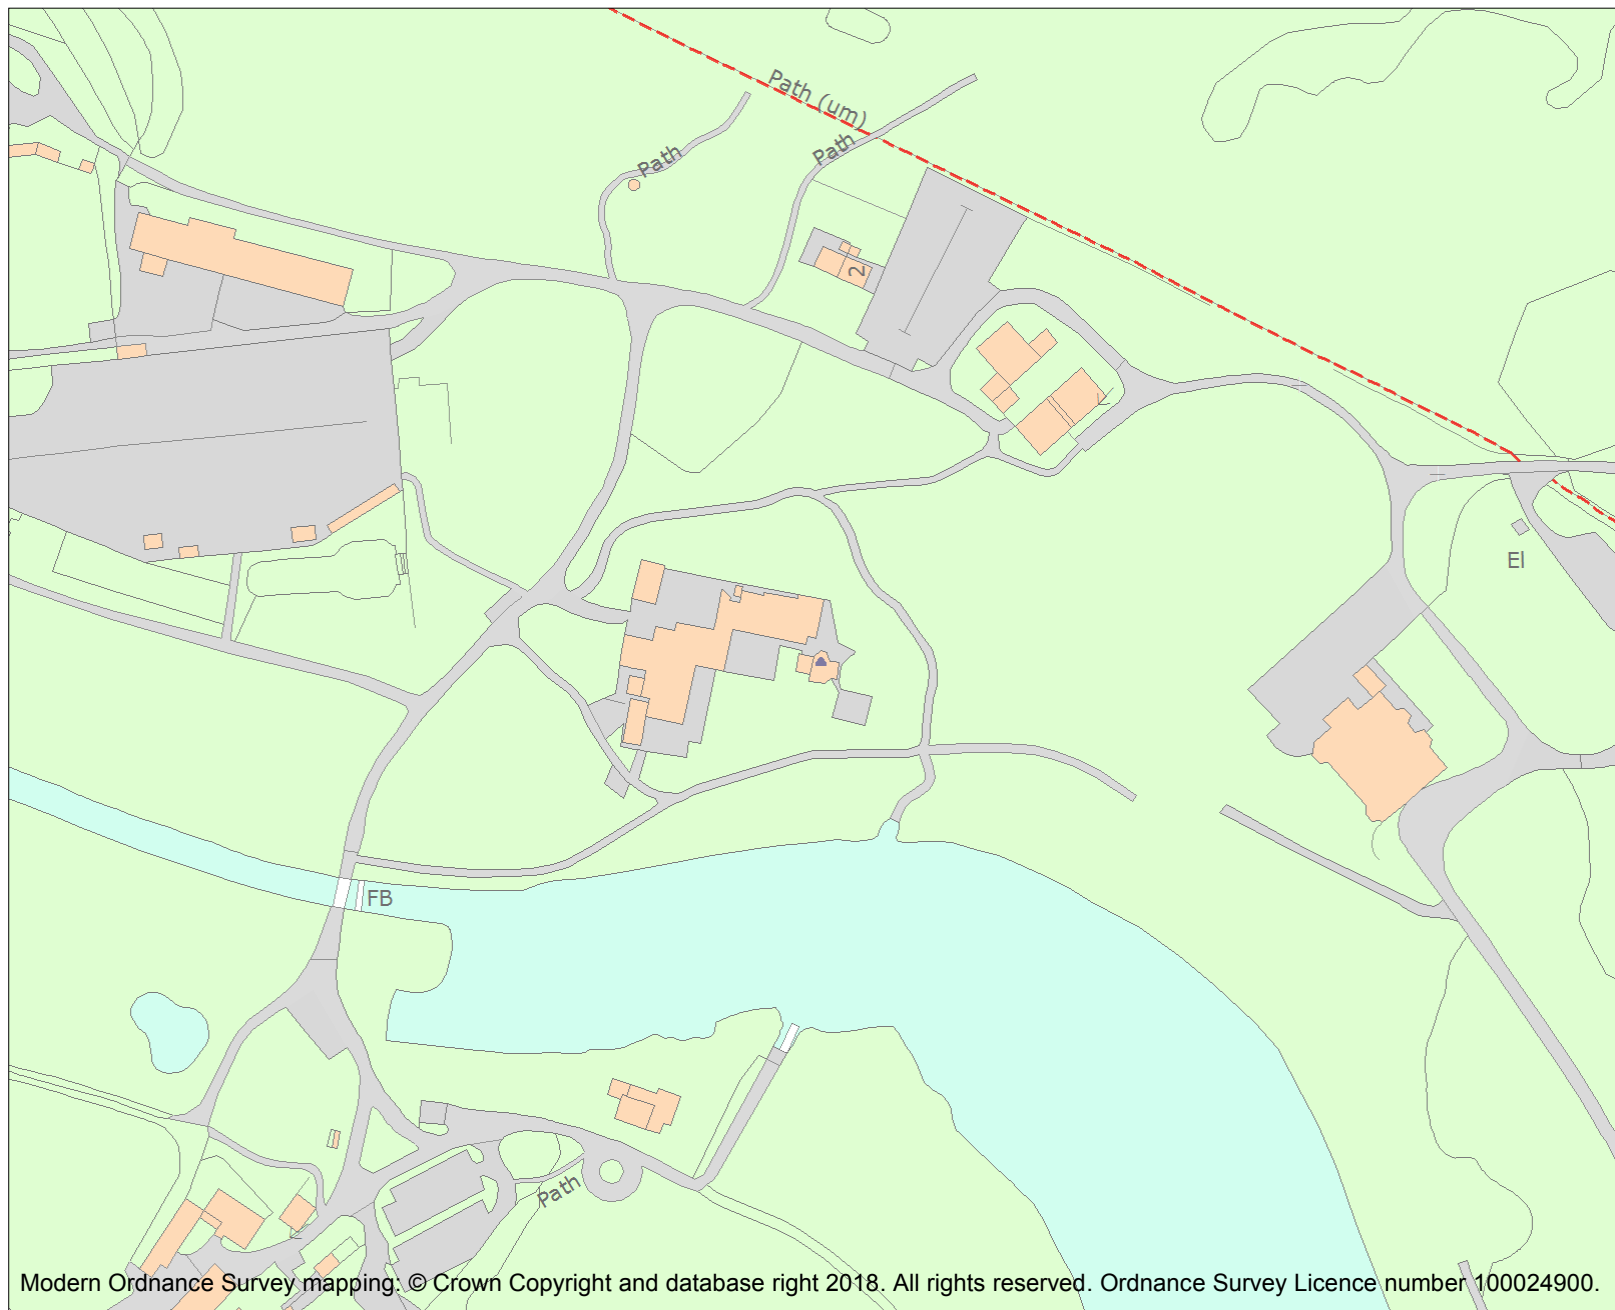 Path (um)
Path
Path
2
El
FB
Path
Modern Ordnance Survey mapping: © Crown Copyright and database right 2018. All rights reserved. Ordnance Survey Licence number 100024900.